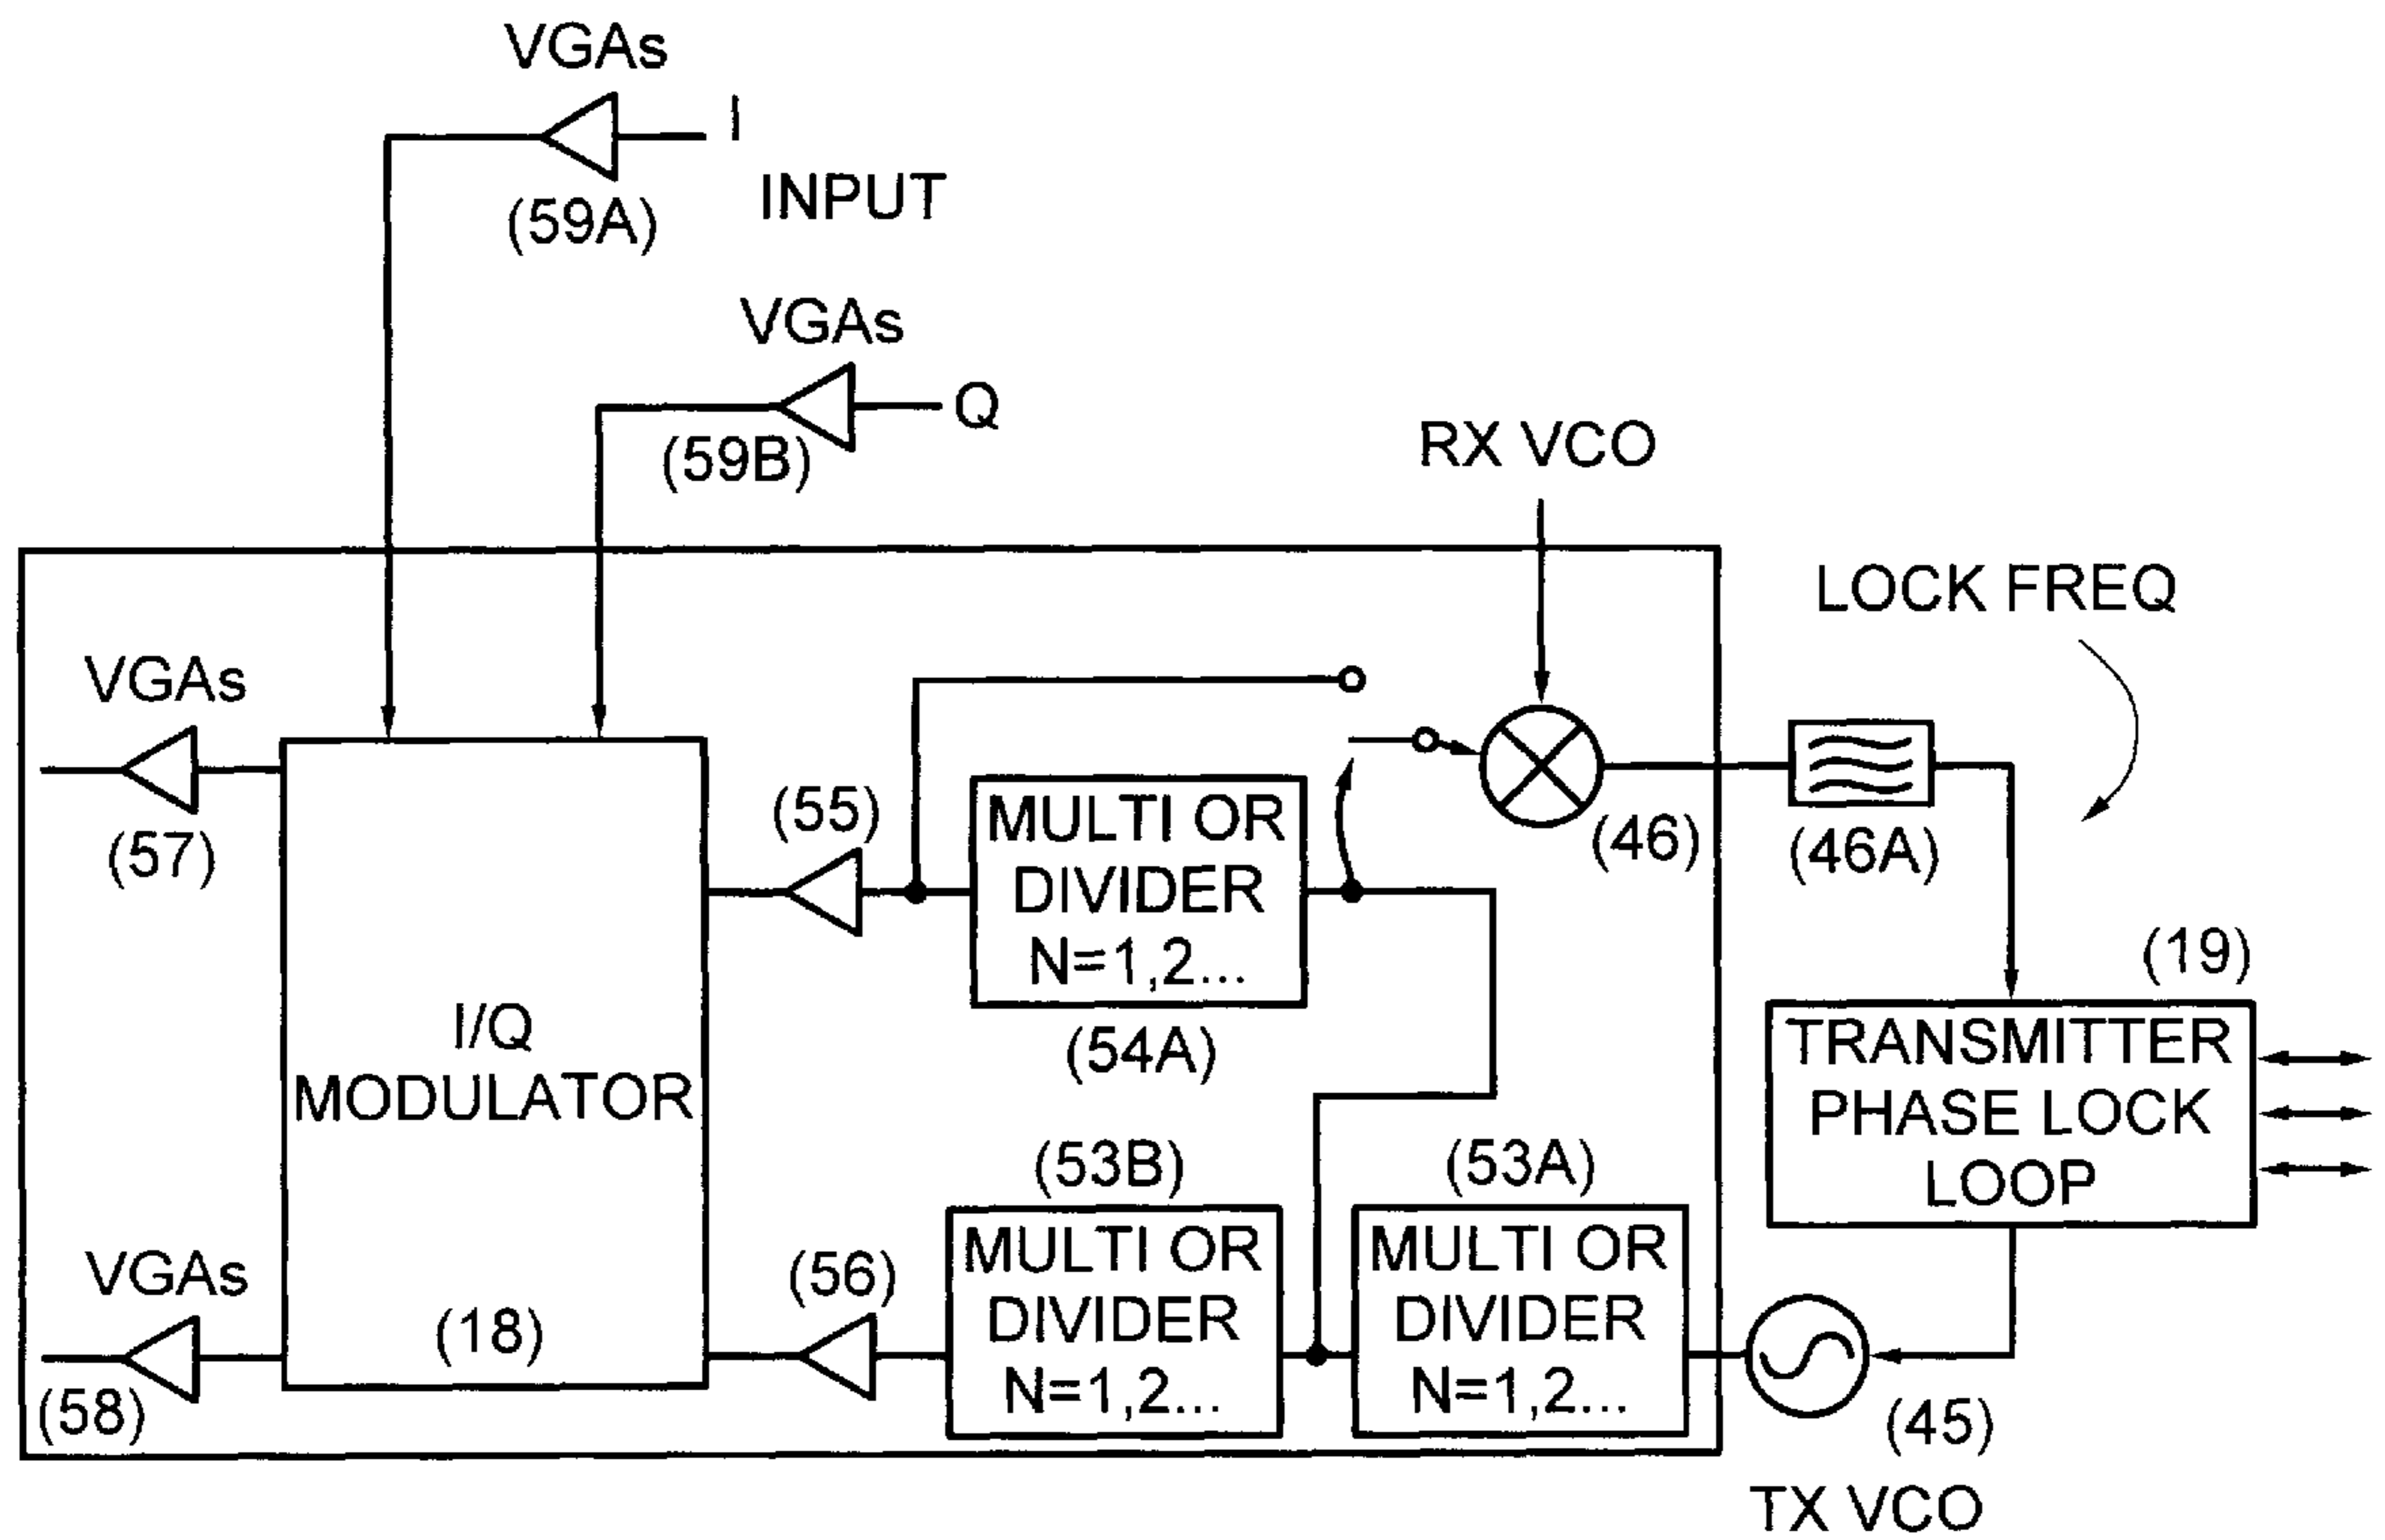 VGAs
I
(59A)
INPUT
VGAs
Q
(59B)
RX VCO
LOCK FREQ
VGAs
(57)
(55)
MULTI OR
DIVIDER
N=1,2...
(54A)
(46)
(46A)
(19)
TRANSMITTER
PHASE LOCK
LOOP
I/Q
MODULATOR
(18)
VGAs
(58)
(56)
(53B)
MULTI OR
DIVIDER
N=1,2...
(53A)
MULTI OR
DIVIDER
N=1,2...
(45)
TX VCO